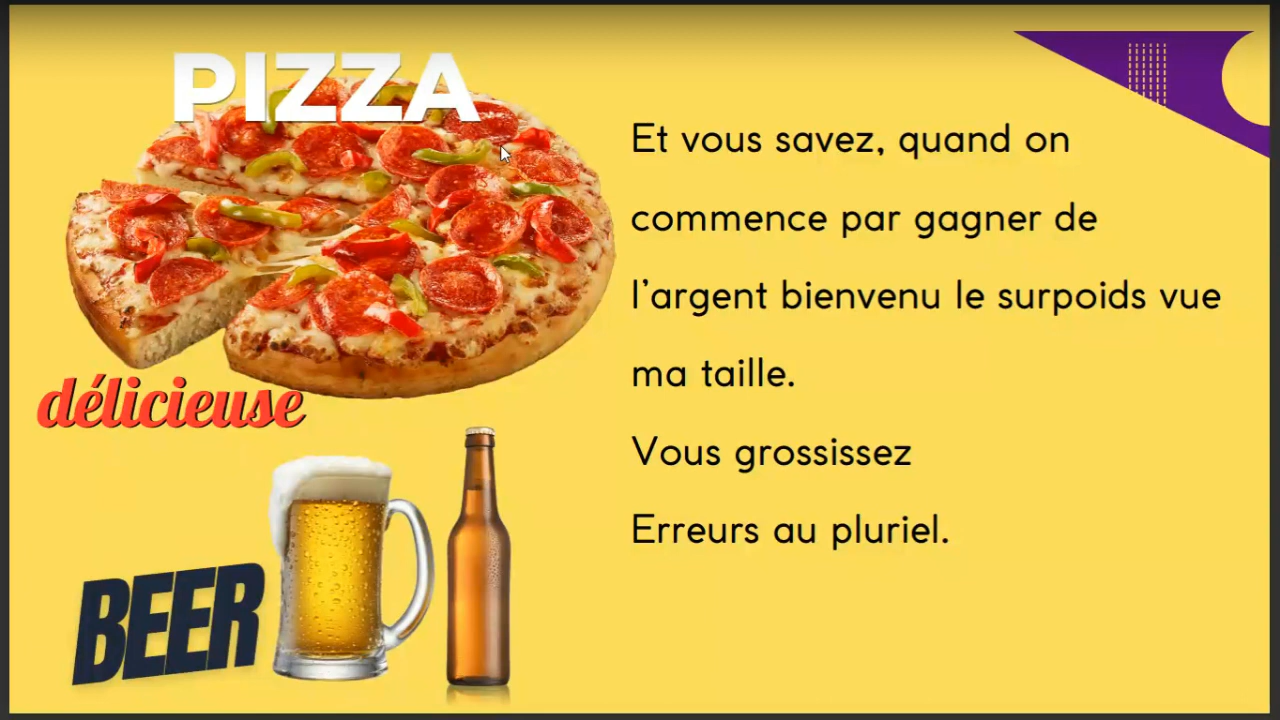 PIZZA
délicieuse
BEER
Et vous savez, quand on
commence par gagner de
l’argent bienvenu le surpoids vue
ma taille.
Vous grossissez
Erreurs au pluriel.